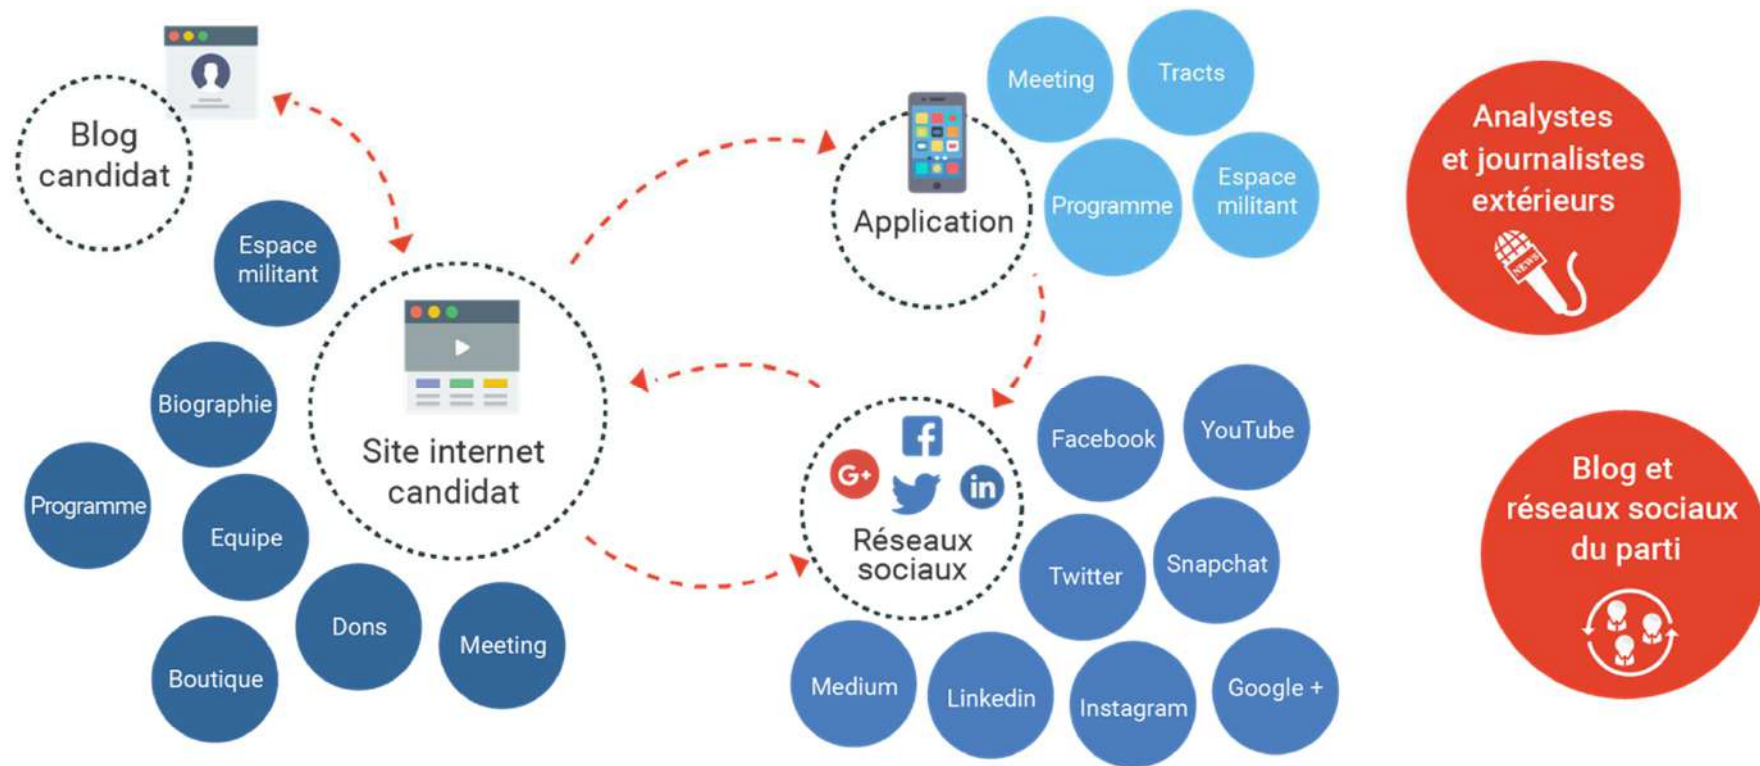 Blog
candidat
Espace
militant
Biographie
Programme
Equipe
Boutique
Dons
Meeting
Site internet
candidat
Application
Meeting
Tracts
Programme
Espace
militant
G+
in
Réseaux
sociaux
Facebook
YouTube
Twitter
Snapchat
Medium
Linkedin
Instagram
Google +
Analystes
et journalistes
extérieurs
NEWS
Blog et
réseaux sociaux
du parti